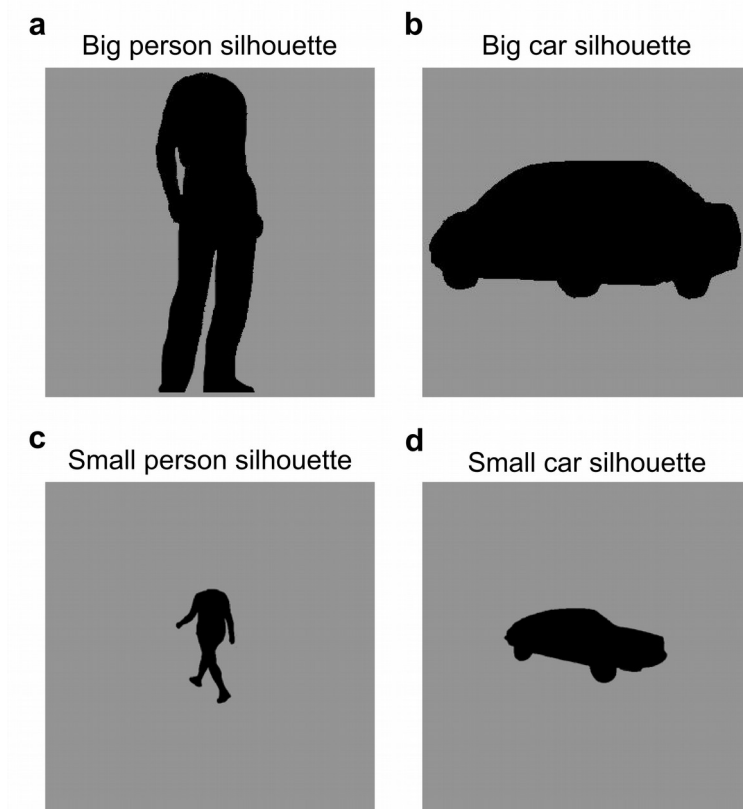 a
Big person silhouette
b
Big car silhouette
c
Small person silhouette
d
Small car silhouette